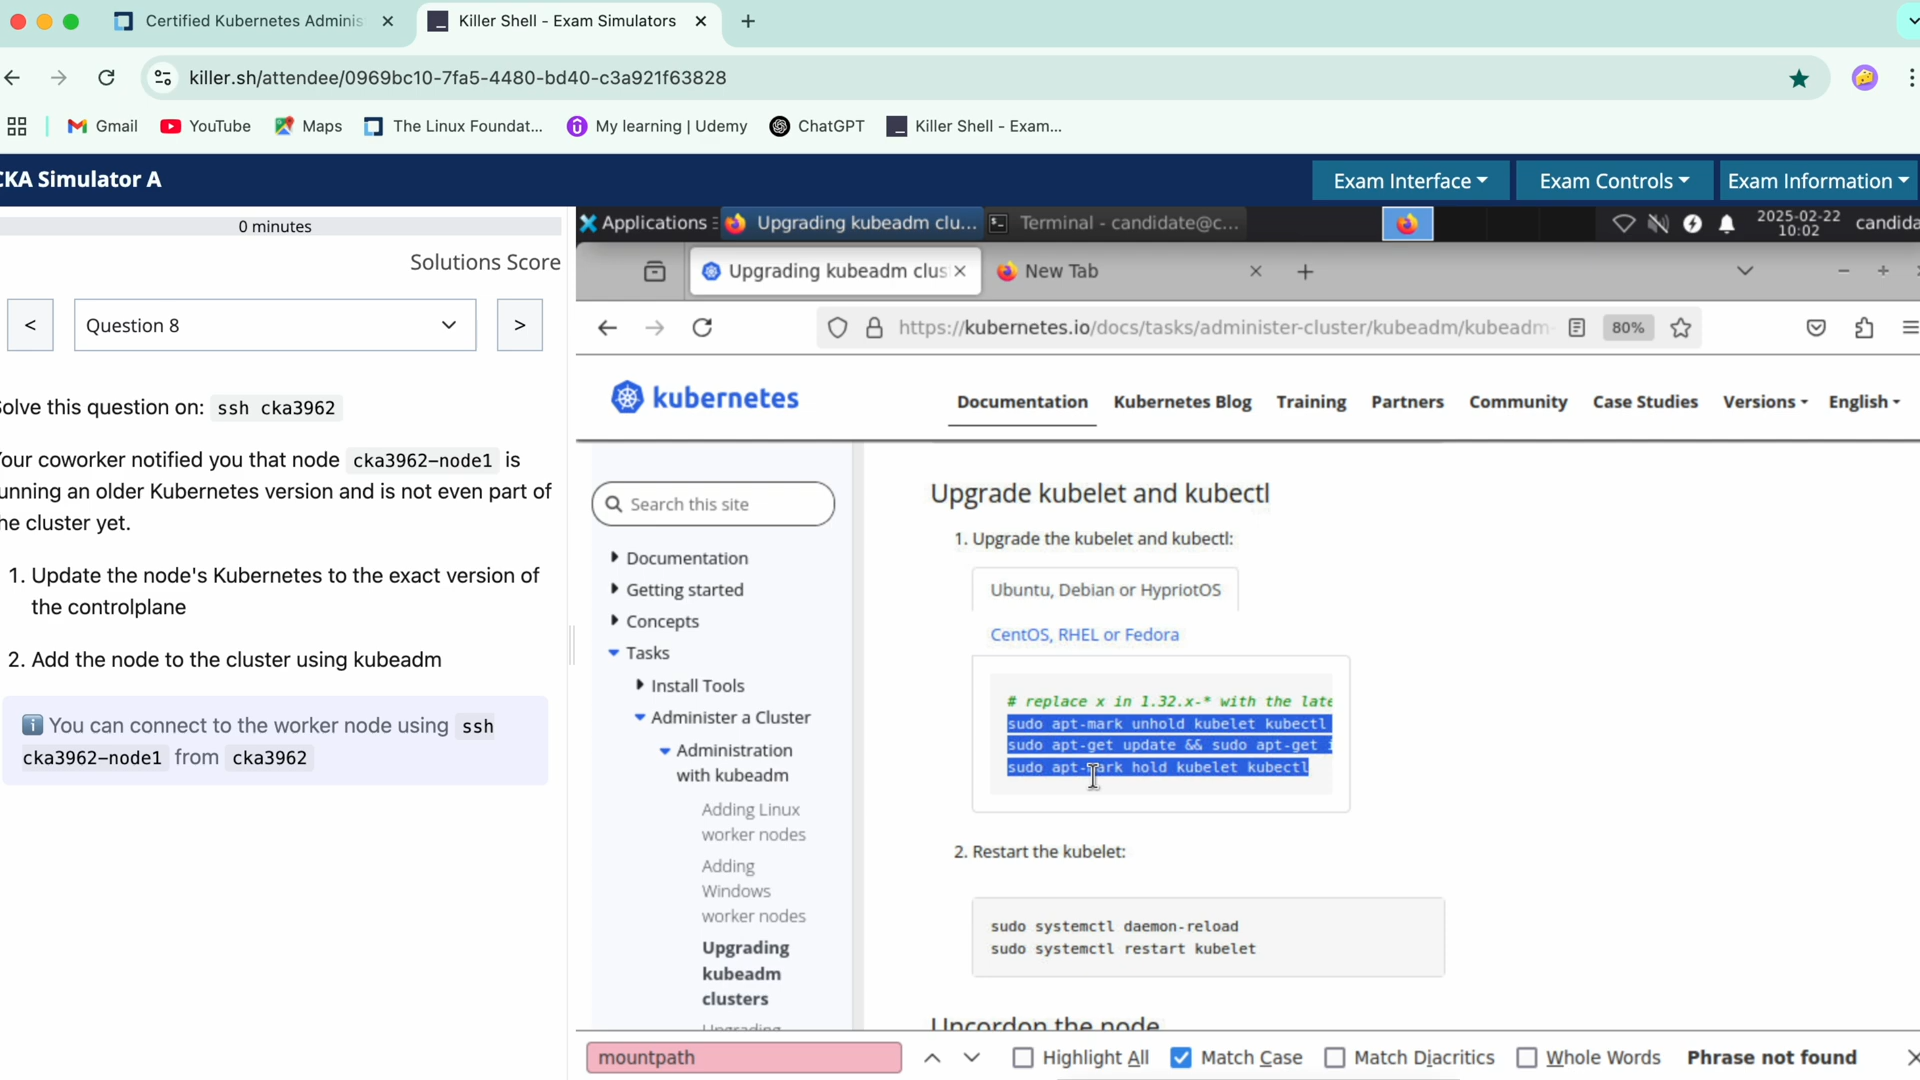 Certified Kubernetes Adminis
Killer Shell - Exam Simulators
killer.sh/attendee/0969bc10-7fa5-4480-bd40-c3a921f63828
Gmail
YouTube
Maps
The Linux Foundat...
My learning | Udemy
ChatGPT
Killer Shell - Exam...
CKA Simulator A
Exam Interface
Exam Controls
Exam Information
0 minutes
Solutions Score
<
Question 8
>
olve this question on: ssh cka3962
our coworker notified you that node cka3962-node1 is
unning an older Kubernetes version and is not even part of
he cluster yet.
1. Update the node's Kubernetes to the exact version of
the controlplane
2. Add the node to the cluster using kubeadm
You can connect to the worker node using ssh
cka3962-node1 from cka3962
Applications
Upgrading kubeadm clu...
Terminal - candidate@c...
2025-02-22
10:02
candida
Upgrading kubeadm clus
New Tab
https://kubernetes.io/docs/tasks/administer-cluster/kubeadm/kubeadm-
80%
kubernetes
Documentation
Kubernetes Blog
Training
Partners
Community
Case Studies
Versions
English
Search this site
Documentation
Getting started
Concepts
Tasks
Install Tools
Administer a Cluster
Administration
with kubeadm
Adding Linux
worker nodes
Adding
Windows
worker nodes
Upgrading
kubeadm
clusters
Upgrading
Upgrade kubelet and kubectl
1. Upgrade the kubelet and kubectl:
Ubuntu, Debian or HypriotOS
CentOS, RHEL or Fedora
# replace x in 1.32.x-* with the late
sudo apt-mark unhold kubelet kubectl
sudo apt-get update && sudo apt-get i
sudo apt-mark hold kubelet kubectl
2. Restart the kubelet:
sudo systemctl daemon-reload
sudo systemctl restart kubelet
Uncordon the node
mountpath
Highlight All
Match Case
Match Diacritics
Whole Words
Phrase not found